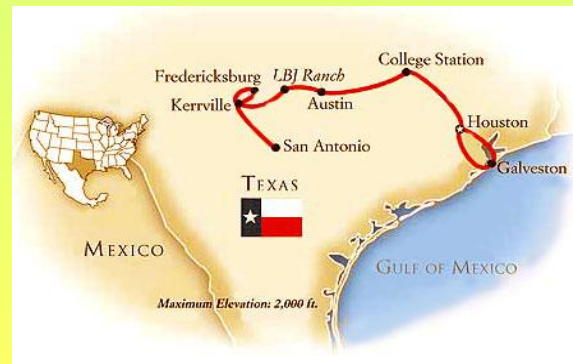 College Station
Fredericksburg
LBJ Ranch
Kerrville
Austin
Houston
San Antonio
Galveston
TEXAS
MEXICO
GULF OF MEXICO
Maximum Elevation: 2,000 ft.